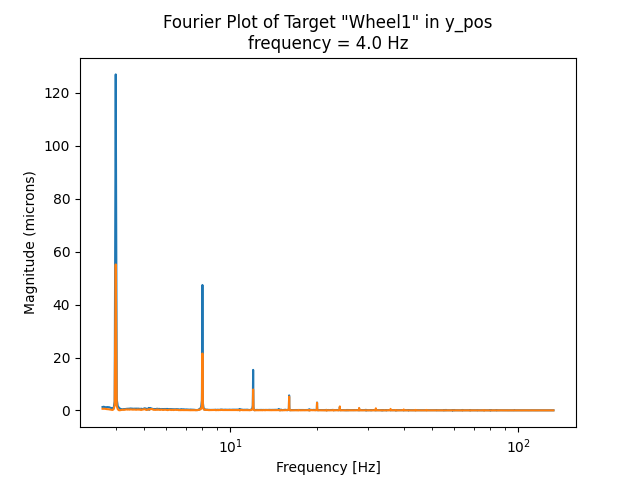 Fourier Plot of Target "Wheel1" in y_pos
frequency = 4.0 Hz
120
100
80
60
40
20
0
Magnitude (microns)
10¹
10²
Frequency [Hz]